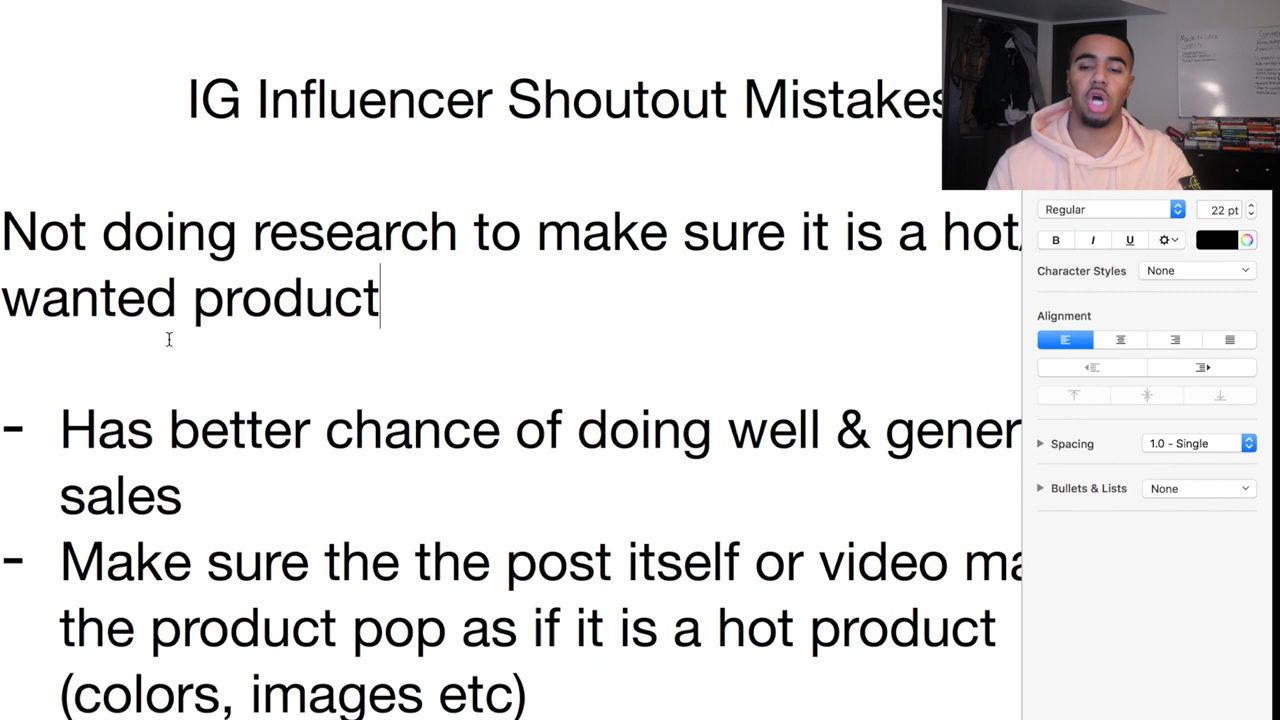 IG Influencer Shoutout Mistakes
Not doing research to make sure it is a hot/
wanted product
- Has better chance of doing well & gener
sales
- Make sure the the post itself or video ma
the product pop as if it is a hot product
(colors, images etc)
Regular
22 pt
B I U
Character Styles
None
Alignment
Spacing
1.0 - Single
Bullets & Lists
None